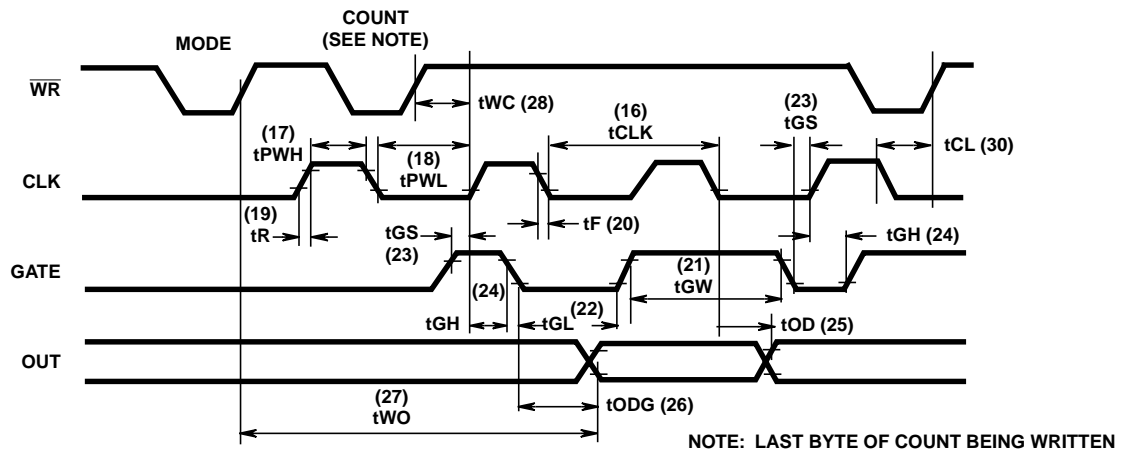 COUNT
(SEE NOTE)
MODE
WR
tWC (28)
(16)
tCLK
(23)
tGS
tCL (30)
(17)
tPWH
(18)
tPWL
CLK
(19)
tR
tGS
(23)
tF (20)
tGH (24)
GATE
(24)
tGH
(22)
tGL
(21)
tGW
tOD (25)
OUT
(27)
tWO
tODG (26)
NOTE: LAST BYTE OF COUNT BEING WRITTEN